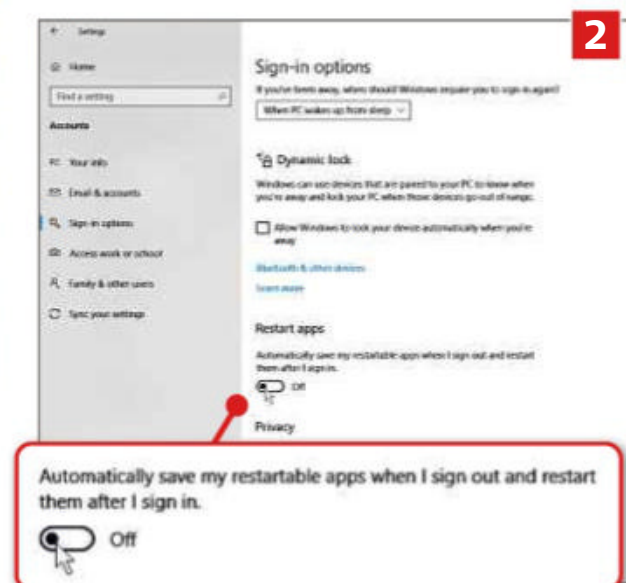 2
Settings
Home
Find a setting
Accounts
Your info
Email & accounts
Sign-in options
Access work or school
Family & other users
Sync your settings
Sign-in options
If you've been away, when should Windows require you to sign in again?
When PC wakes up from sleep
Dynamic lock
Windows can use devices that are paired to your PC to know when
you're away and lock your PC when those devices go out of range.
Allow Windows to lock your device automatically when you're
away
Bluetooth & other devices
Learn more
Restart apps
Automatically save my restartable apps when I sign out and restart
them after I sign in.
Off
Privacy
Automatically save my restartable apps when I sign out and restart
them after I sign in.
Off